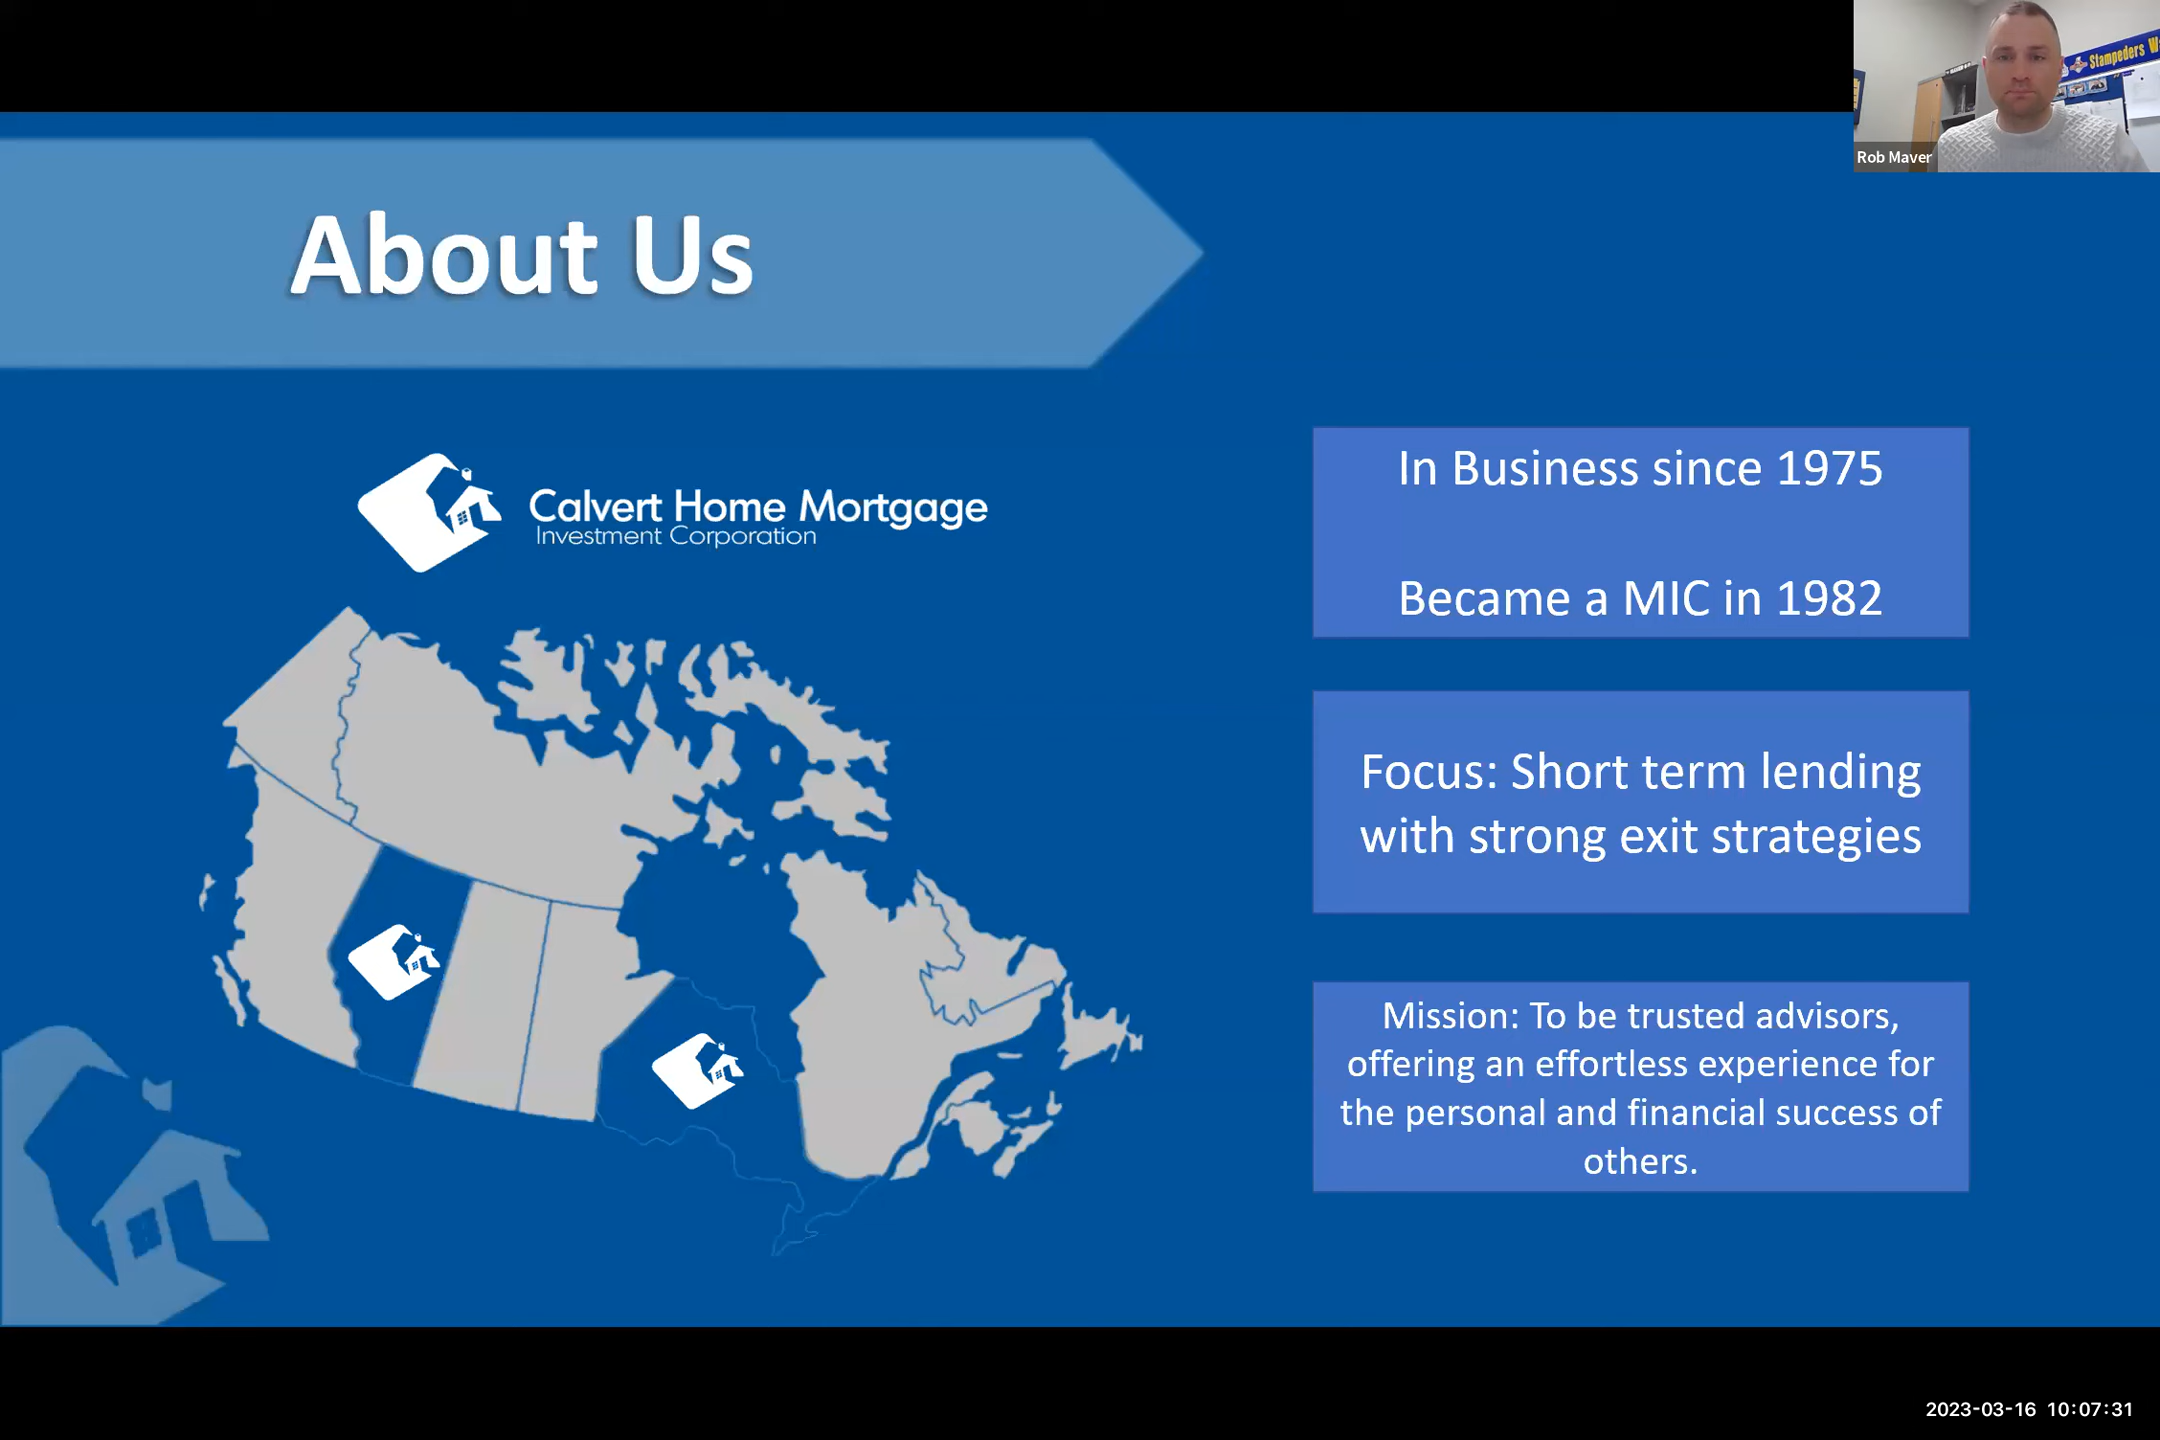 Stampeders W
Rob Maver
About Us
Calvert Home Mortgage
Investment Corporation
In Business since 1975
Became a MIC in 1982
Focus: Short term lending
with strong exit strategies
Mission: To be trusted advisors,
offering an effortless experience for
the personal and financial success of
others.
2023-03-16 10:07:31